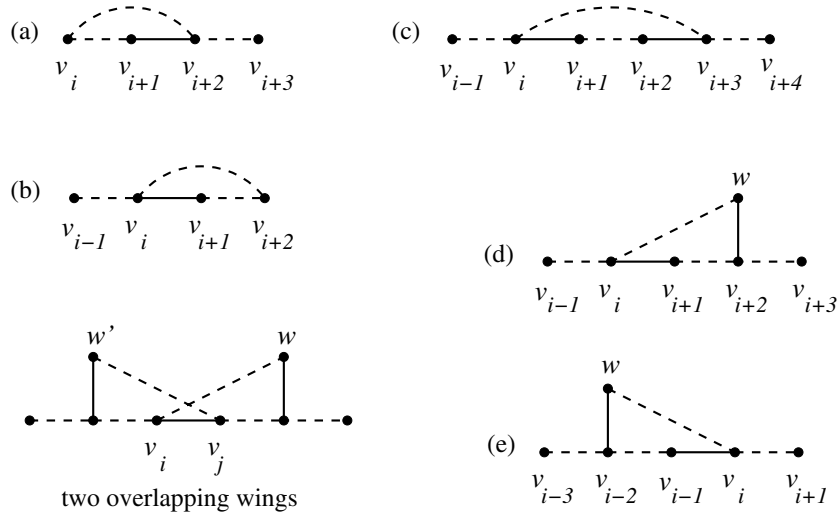 (a)
v_i v_{i+1} v_{i+2} v_{i+3}
(c)
v_{i−1} v_i v_{i+1} v_{i+2} v_{i+3} v_{i+4}
(b)
v_{i−1} v_i v_{i+1} v_{i+2}
w
(d)
v_{i−1} v_i v_{i+1} v_{i+2} v_{i+3}
w’ w
v_i v_j
two overlapping wings
w
(e)
v_{i−3} v_{i−2} v_{i−1} v_i v_{i+1}